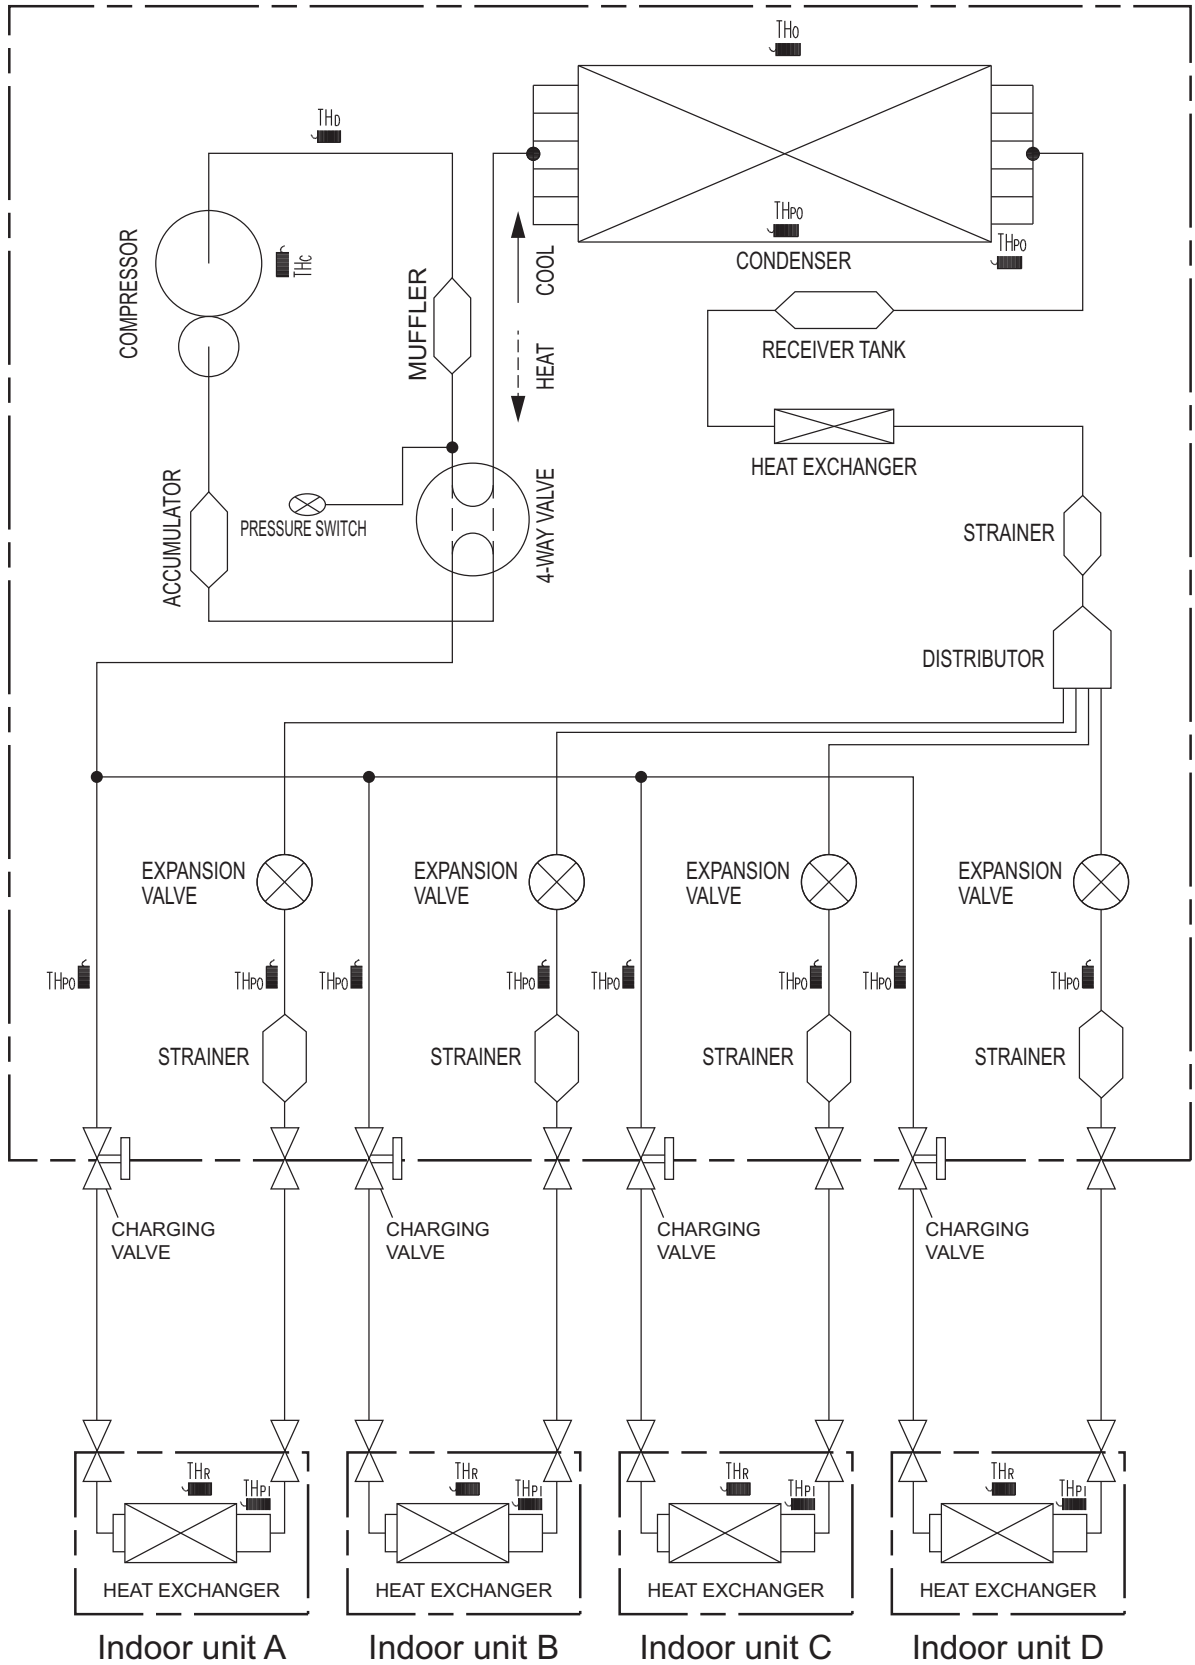 THO
THD
THPO
THPO
CONDENSER
COMPRESSOR
THC
MUFFLER
COOL
HEAT
RECEIVER TANK
HEAT EXCHANGER
ACCUMULATOR
PRESSURE SWITCH
4-WAY VALVE
STRAINER
DISTRIBUTOR
EXPANSION
VALVE
EXPANSION
VALVE
EXPANSION
VALVE
EXPANSION
VALVE
THPO
THPO
THPO
THPO
THPO
THPO
THPO
THPO
STRAINER
STRAINER
STRAINER
STRAINER
CHARGING
VALVE
CHARGING
VALVE
CHARGING
VALVE
CHARGING
VALVE
THR
THPI
THR
THPI
THR
THPI
THR
THPI
HEAT EXCHANGER
HEAT EXCHANGER
HEAT EXCHANGER
HEAT EXCHANGER
Indoor unit A
Indoor unit B
Indoor unit C
Indoor unit D